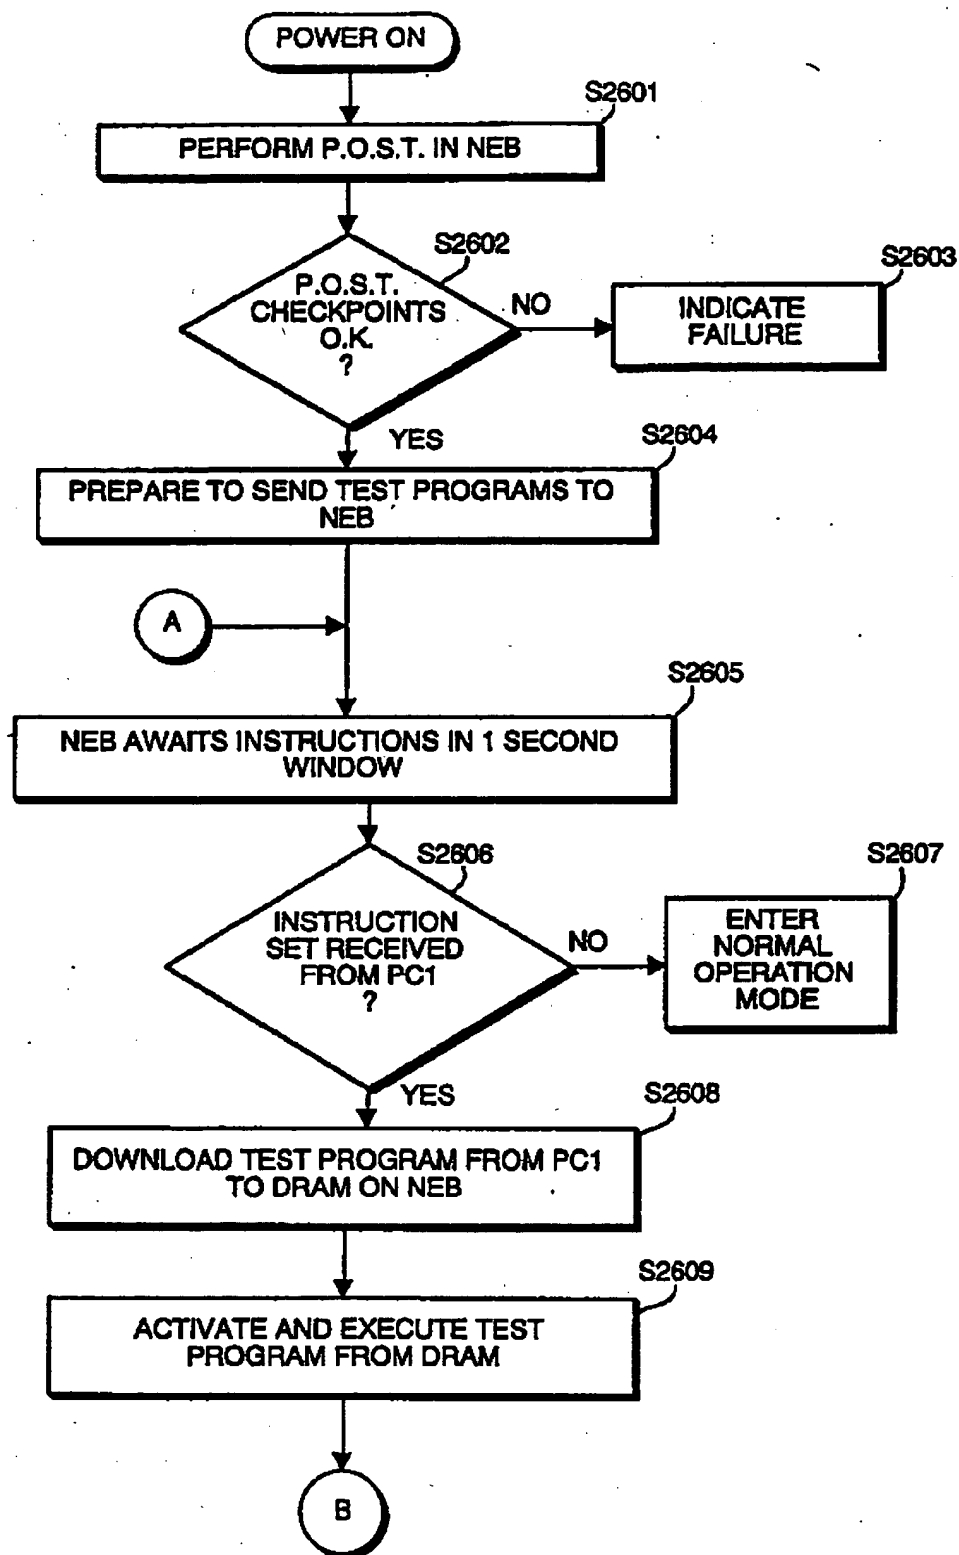 POWER ON
S2601
PERFORM P.O.S.T. IN NEB
S2602
P.O.S.T.
CHECKPOINTS
O.K.
?
NO
S2603
INDICATE
FAILURE
YES
S2604
PREPARE TO SEND TEST PROGRAMS TO
NEB
A
S2605
NEB AWAITS INSTRUCTIONS IN 1 SECOND
WINDOW
S2606
INSTRUCTION
SET RECEIVED
FROM PC1
?
NO
S2607
ENTER
NORMAL
OPERATION
MODE
YES
S2608
DOWNLOAD TEST PROGRAM FROM PC1
TO DRAM ON NEB
S2609
ACTIVATE AND EXECUTE TEST
PROGRAM FROM DRAM
B